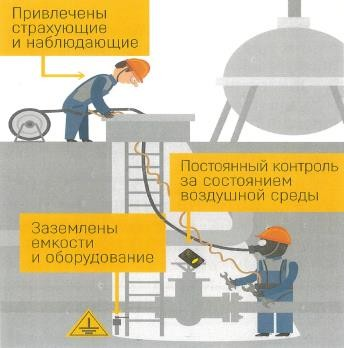 Привлечены
страхующие
и наблюдающие
Постоянный контроль
за состоянием
воздушной среды
Заземлены
емкости
и оборудование